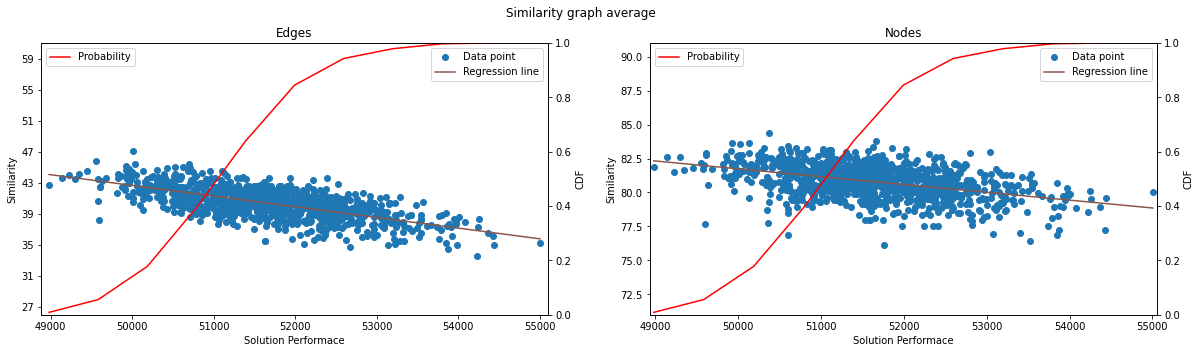 Similarity graph average
Edges
Probability
Data point
Regression line
59
55
51
47
43
39
35
31
27
Similarity
1.0
0.8
0.6
0.4
0.2
0.0
CDF
49000 50000 51000 52000 53000 54000 55000
Solution Performace
Nodes
Probability
Data point
Regression line
90.0
87.5
85.0
82.5
80.0
77.5
75.0
72.5
Similarity
1.0
0.8
0.6
0.4
0.2
0.0
CDF
49000 50000 51000 52000 53000 54000 55000
Solution Performace